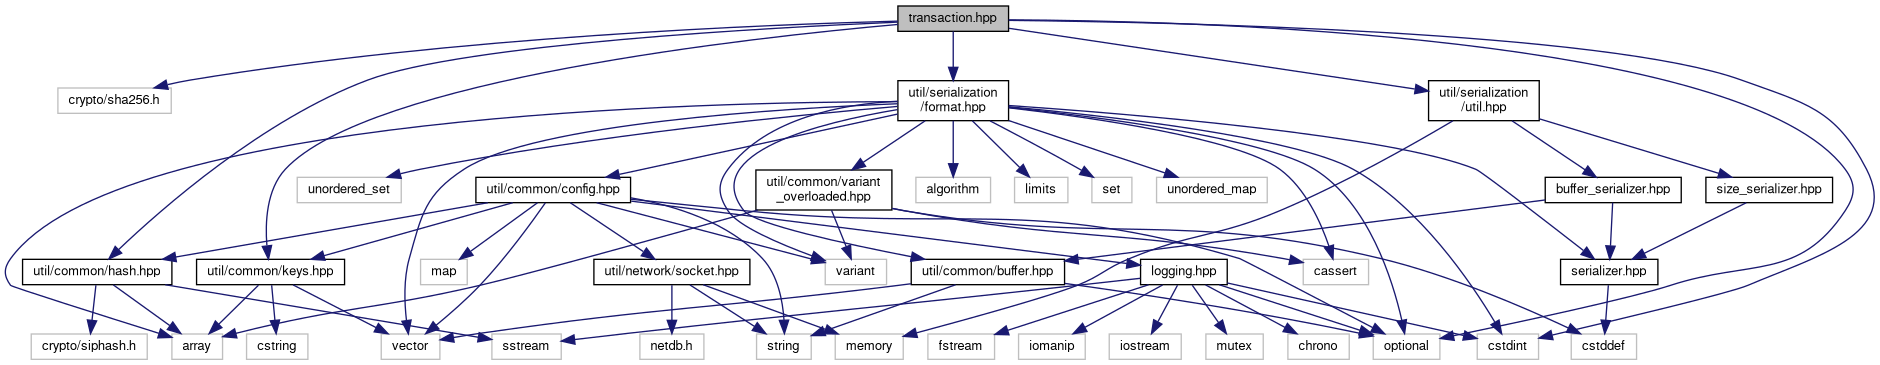 transaction.hpp
crypto/sha256.h
util/serialization
/format.hpp
util/serialization
/util.hpp
unordered_set
util/common/config.hpp
util/common/variant
_overloaded.hpp
algorithm
limits
set
unordered_map
buffer_serializer.hpp
size_serializer.hpp
util/common/hash.hpp
util/common/keys.hpp
map
util/network/socket.hpp
variant
util/common/buffer.hpp
logging.hpp
cassert
serializer.hpp
crypto/siphash.h
array
cstring
vector
sstream
netdb.h
string
memory
fstream
iomanip
iostream
mutex
chrono
optional
cstdint
cstddef